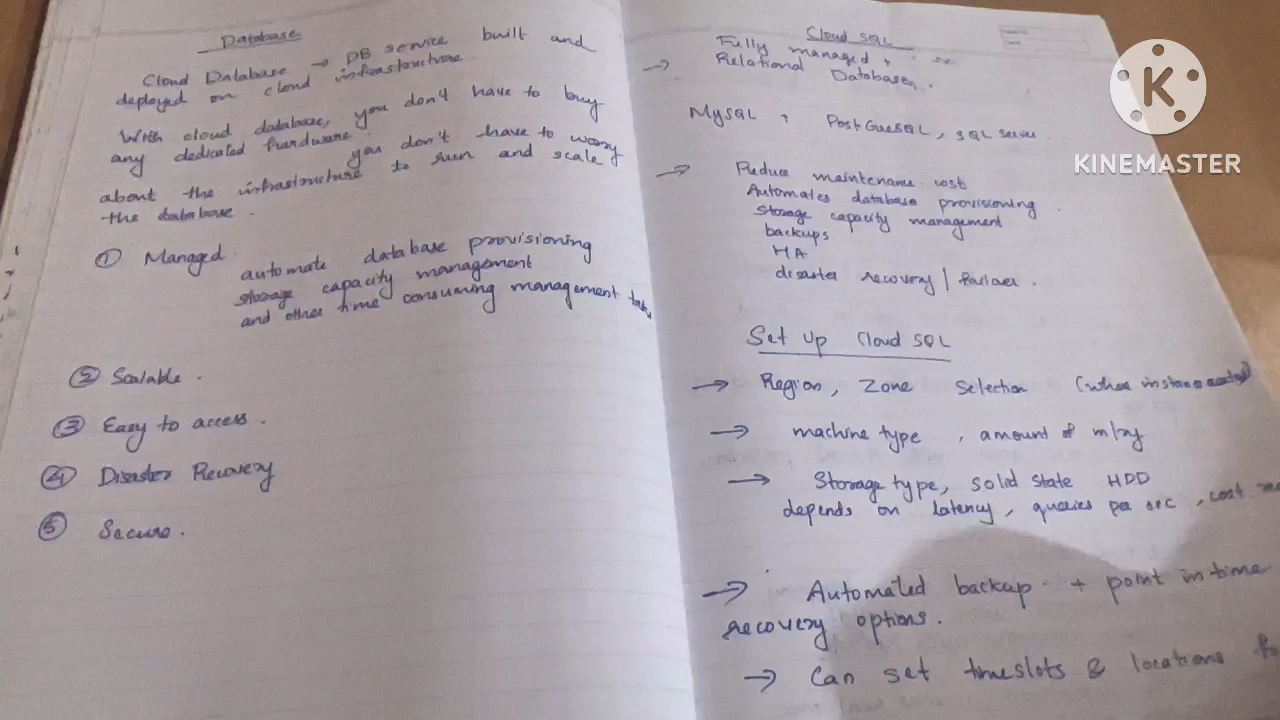 Database
Cloud Database → DB service built and
deployed on cloud infrastructure.
With cloud database, you don't have to buy
any dedicated hardware.
you don't have to worry
about the infrastructure to run and scale
the database.
① Managed.
automate database provisioning
storage capacity management
and other time consuming management
② Scalable.
③ Easy to access.
④ Disaster Recovery
⑤ Secure.
Cloud SQL
→ Fully managed
Relational Database.
MySQL, PostGresQL, SQL server
→ Reduce maintenance cost
Automates database provisioning.
storage capacity management
backups
HA
disaster recovery /
Set Up Cloud SQL
→ Region, Zone Selection (where instance
→ machine type, amount of m/ry
→ Storage type, solid state HDD
depends on latency, queries per sec, cost
→ Automated backup + point in time
recovery options.
→ Can set timeslots & locations
K
KINEMASTER